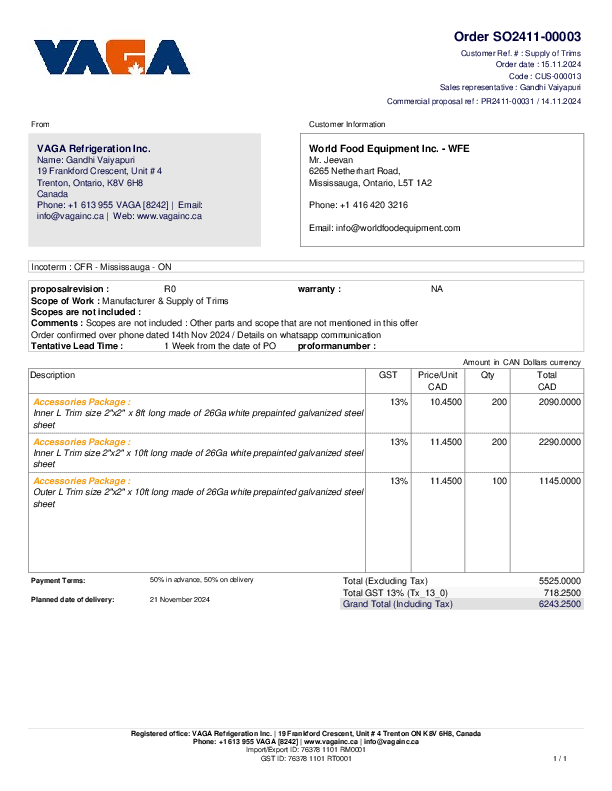 VAGA
Order SO2411-00003
Customer Ref. # : Supply of Trims
Order date : 15.11.2024
Code : CUS-000013
Sales representative : Gandhi Vaiyapuri
Commercial proposal ref : PR2411-00031 / 14.11.2024
From
VAGA Refrigeration Inc.
Name: Gandhi Vaiyapuri
19 Frankford Crescent, Unit # 4
Trenton, Ontario, K8V 6H8
Canada
Phone: +1 613 955 VAGA [8242] | Email:
info@vagainc.ca | Web: www.vagainc.ca
Customer Information
World Food Equipment Inc. - WFE
Mr. Jeevan
6265 Netherhart Road,
Mississauga, Ontario, L5T 1A2
Phone: +1 416 420 3216
Email: info@worldfoodequipment.com
Incoterm : CFR - Mississauga - ON
proposalrevision : R0 warranty : NA
Scope of Work : Manufacturer & Supply of Trims
Scopes are not included :
Comments : Scopes are not included : Other parts and scope that are not mentioned in this offer
Order confirmed over phone dated 14th Nov 2024 / Details on whatsapp communication
Tentative Lead Time : 1 Week from the date of PO proformanumber :
Amount in CAN Dollars currency
Description GST Price/Unit CAD Qty Total CAD
Accessories Package : 13% 10.4500 200 2090.0000
Inner L Trim size 2"x2" x 8ft long made of 26Ga white prepainted galvanized steel
sheet
Accessories Package : 13% 11.4500 200 2290.0000
Inner L Trim size 2"x2" x 10ft long made of 26Ga white prepainted galvanized steel
sheet
Accessories Package : 13% 11.4500 100 1145.0000
Outer L Trim size 2"x2" x 10ft long made of 26Ga white prepainted galvanized steel
sheet
Payment Terms: 50% in advance, 50% on delivery
Planned date of delivery: 21 November 2024
Total (Excluding Tax) 5525.0000
Total GST 13% (Tx_13_0) 718.2500
Grand Total (Including Tax) 6243.2500
Registered office: VAGA Refrigeration Inc. | 19 Frankford Crescent, Unit # 4 Trenton ON K8V 6H8, Canada
Phone: +1 613 955 VAGA [8242] | www.vagainc.ca | info@vagainc.ca
Import/Export ID: 76378 1101 RM0001
GST ID: 76378 1101 RT0001
1 / 1